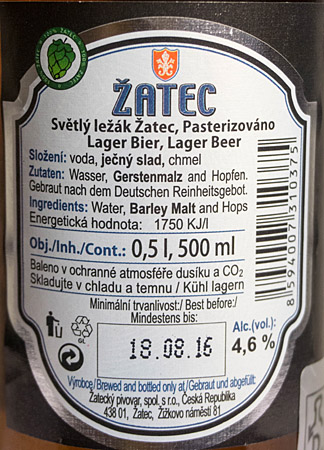 ŽATEC
Světlý ležák Žatec, Pasterizováno
Lager Bier, Lager Beer
Složení: voda, ječný slad, chmel
Zutaten: Wasser, Gerstenmalz and Hopfen.
Gebraut nach dem Deutschen Reinheitsgebot.
Ingredients: Water, Barley Malt and Hops
Energetická hodnota: 1750 KJ/l
Obj./Inh./Cont.: 0,5 l, 500 ml
Baleno v ochranné atmosféře dusíku a CO2
Skladujte v chladu a temnu / Kühl lagern
Minimální trvanlivost:/ Best before:/
Mindestens bis:
18.08.16
GL
Alc.(vol.):
4,6 %
Výrobce/Brewed and bottled only at/Gebraut und abgefüllt:
Žatecký pivovar, spol. s r.o., Česká Republika
438 01, Žatec, Žižkovo náměstí 81
8594007310375